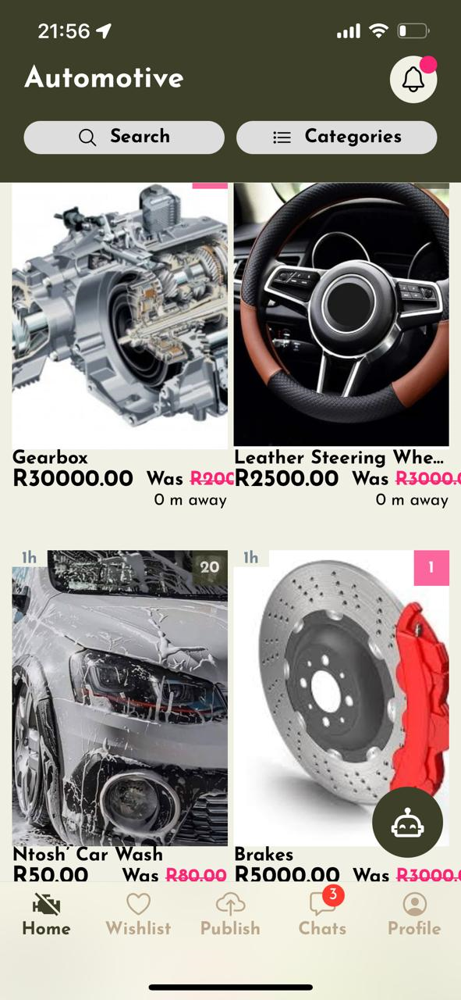 21:56
Automotive
Search
Categories
Gearbox
R30000.00 Was R200
0 m away
Leather Steering Whe...
R2500.00 Was R3000.0
0 m away
1h
20
1h
1
Ntosh' Car Wash
R50.00 Was R80.00
Brakes
R5000.00 Was R3000.0
3
Home
Wishlist
Publish
Chats
Profile